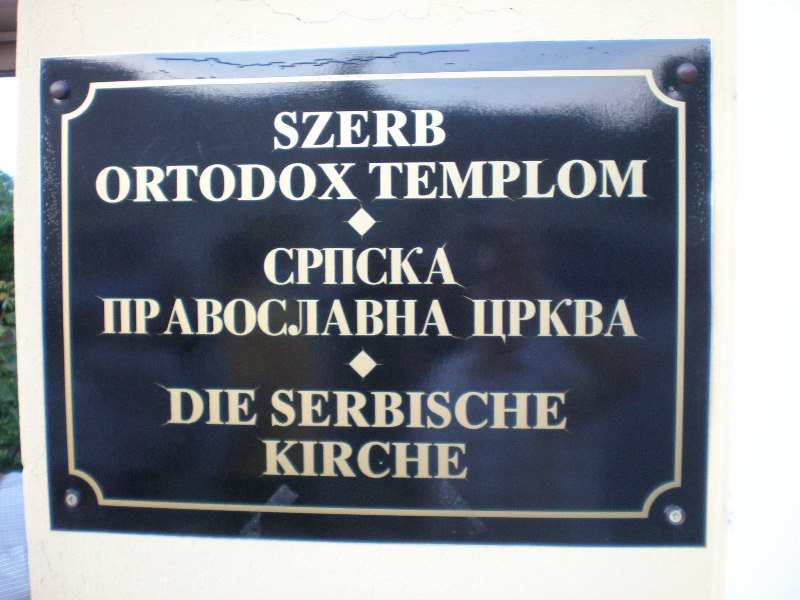 SZERB
ORTODOX TEMPLOM
СРПСКА
ПРАВОСЛАВНА ЦРКВА
DIE SERBISCHE
KIRCHE